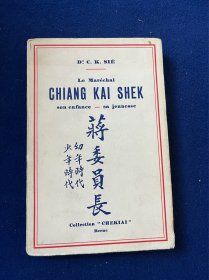 Dr C. K. SIÉ
Le Maréchal
CHIANG KAI SHEK
son enfance — sa jeunesse
蔣委員長
幼年時代
少年時代
Collection "CHEKIAI"
Berne